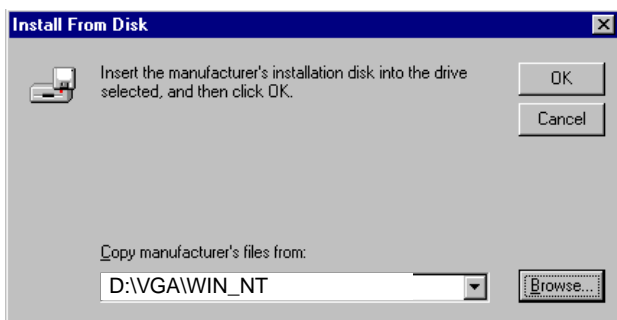 Install From Disk
Insert the manufacturer's installation disk into the drive
selected, and then click OK.
OK
Cancel
Copy manufacturer's files from:
D:\VGA\WIN_NT
Browse...